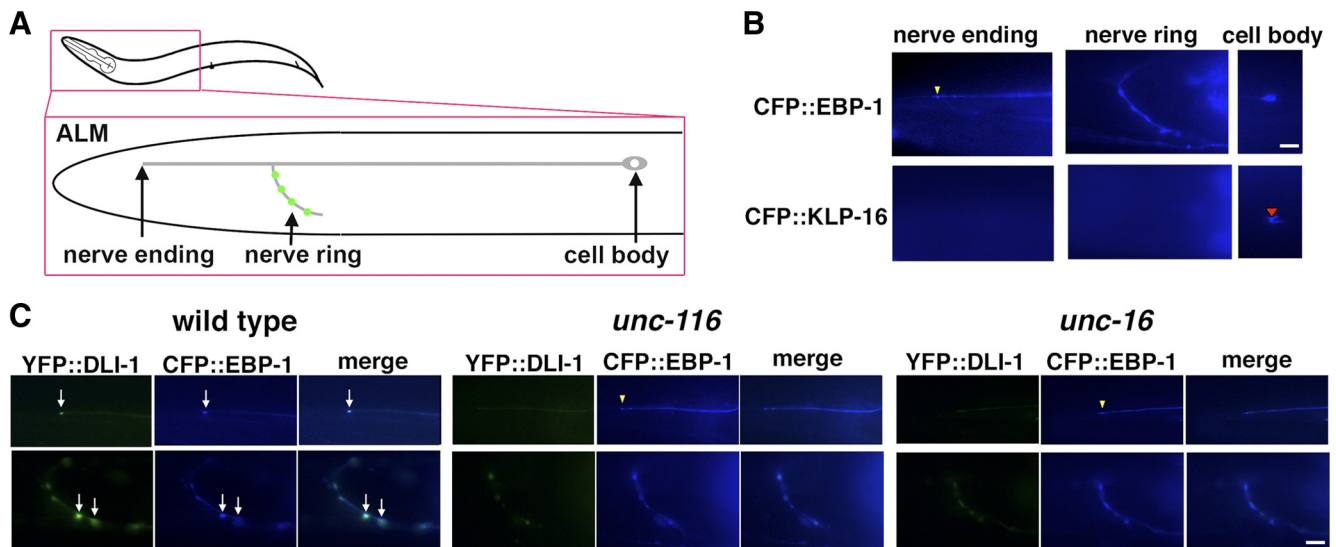 A
ALM
nerve ending
nerve ring
cell body
B
nerve ending
nerve ring
cell body
CFP::EBP-1
CFP::KLP-16
C
wild type
unc-116
unc-16
YFP::DLI-1
CFP::EBP-1
merge
YFP::DLI-1
CFP::EBP-1
merge
YFP::DLI-1
CFP::EBP-1
merge